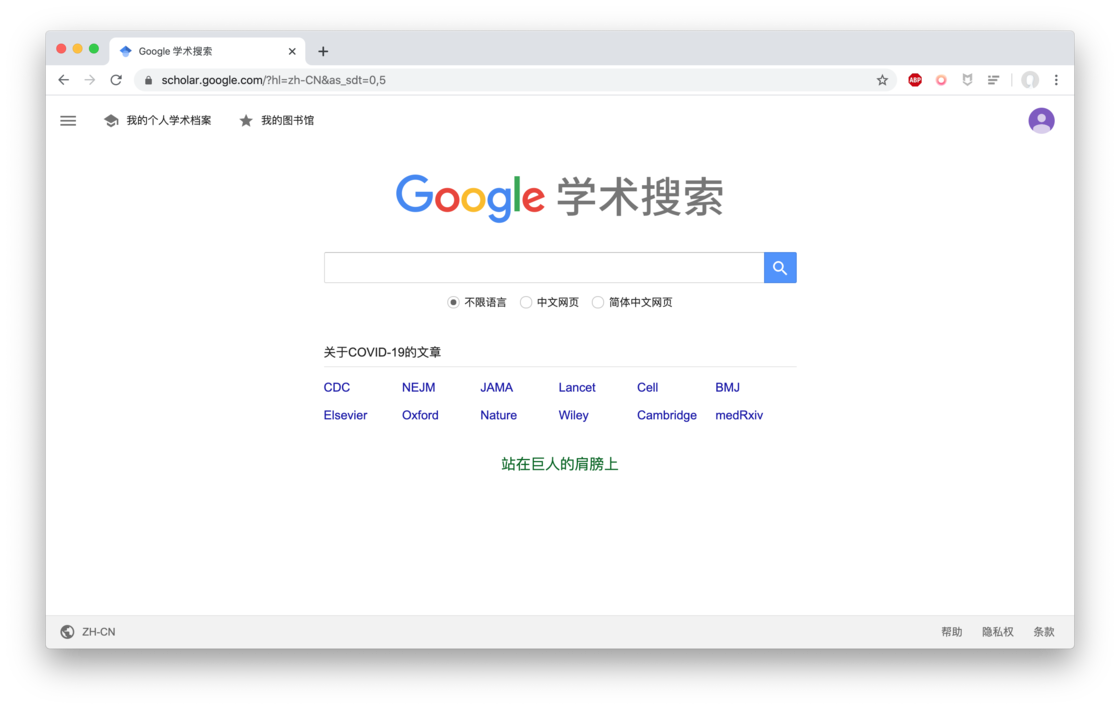 Google 学术搜索
scholar.google.com/?hl=zh-CN&as_sdt=0,5
ABP
我的个人学术档案 我的图书馆
Google 学术搜索
不限语言 中文网页 简体中文网页
关于COVID-19的文章
CDC NEJM JAMA Lancet Cell BMJ
Elsevier Oxford Nature Wiley Cambridge medRxiv
站在巨人的肩膀上
ZH-CN 帮助 隐私权 条款